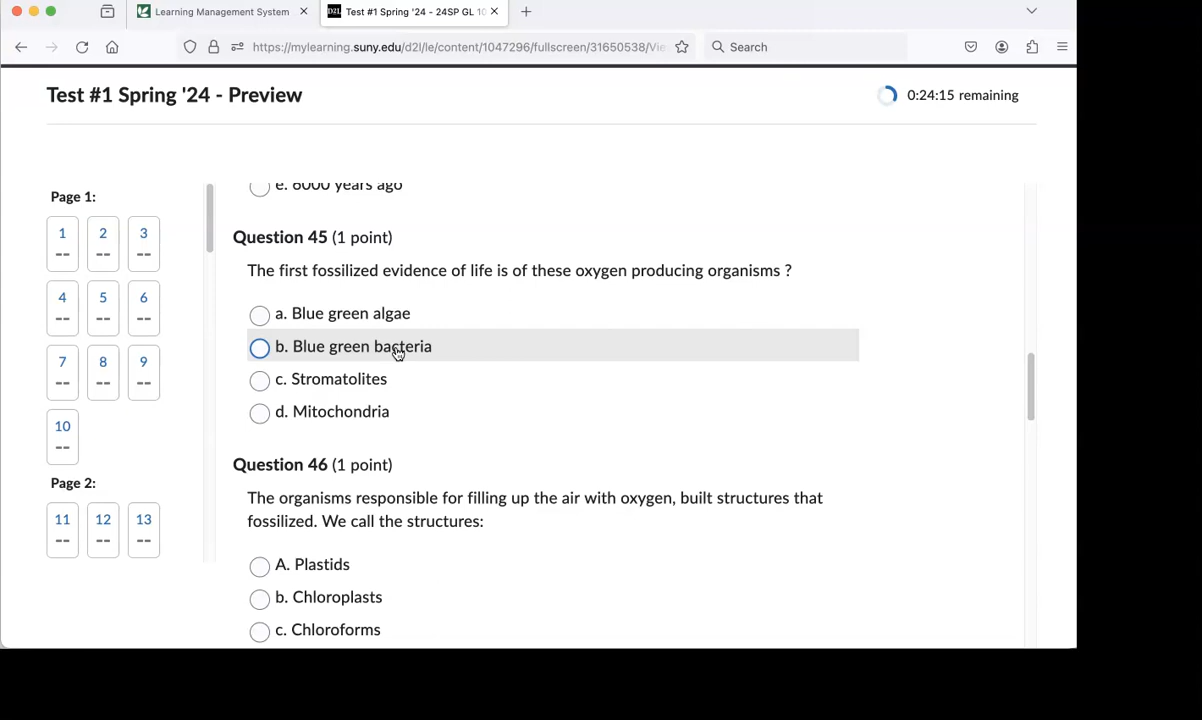 Learning Management System
Test #1 Spring '24 - 24SP GL 10
https://mylearning.suny.edu/d2l/le/content/1047296/fullscreen/31650538/Vie
Search
Test #1 Spring '24 - Preview
0:24:15 remaining
Page 1:
1 2 3
-- -- --
4 5 6
-- -- --
7 8 9
-- -- --
10
--
Page 2:
11 12 13
-- -- --
e. 6000 years ago
Question 45 (1 point)
The first fossilized evidence of life is of these oxygen producing organisms ?
a. Blue green algae
b. Blue green bacteria
c. Stromatolites
d. Mitochondria
Question 46 (1 point)
The organisms responsible for filling up the air with oxygen, built structures that
fossilized. We call the structures:
A. Plastids
b. Chloroplasts
c. Chloroforms